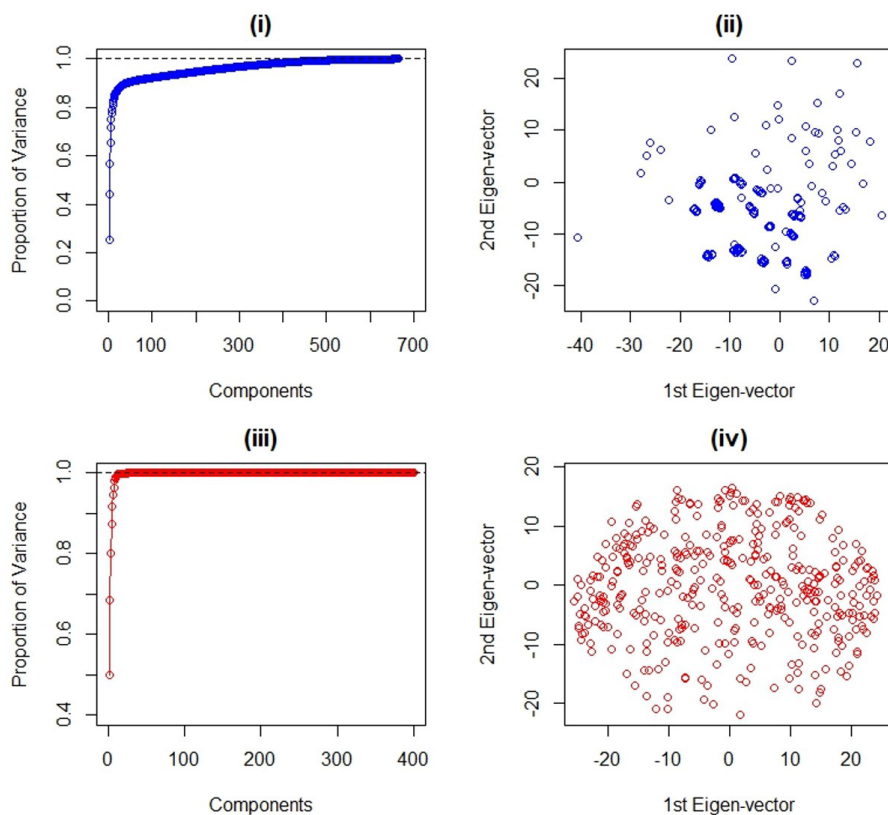 (i)
Proportion of Variance
0.0 0.2 0.4 0.6 0.8 1.0
0 100 300 500 700
Components
(ii)
2nd Eigen-vector
-20 -10 0 10 20
-40 -30 -20 -10 0 10 20
1st Eigen-vector
(iii)
Proportion of Variance
0.4 0.6 0.8 1.0
0 100 200 300 400
Components
(iv)
2nd Eigen-vector
-20 -10 0 10 20
-20 -10 0 10 20
1st Eigen-vector